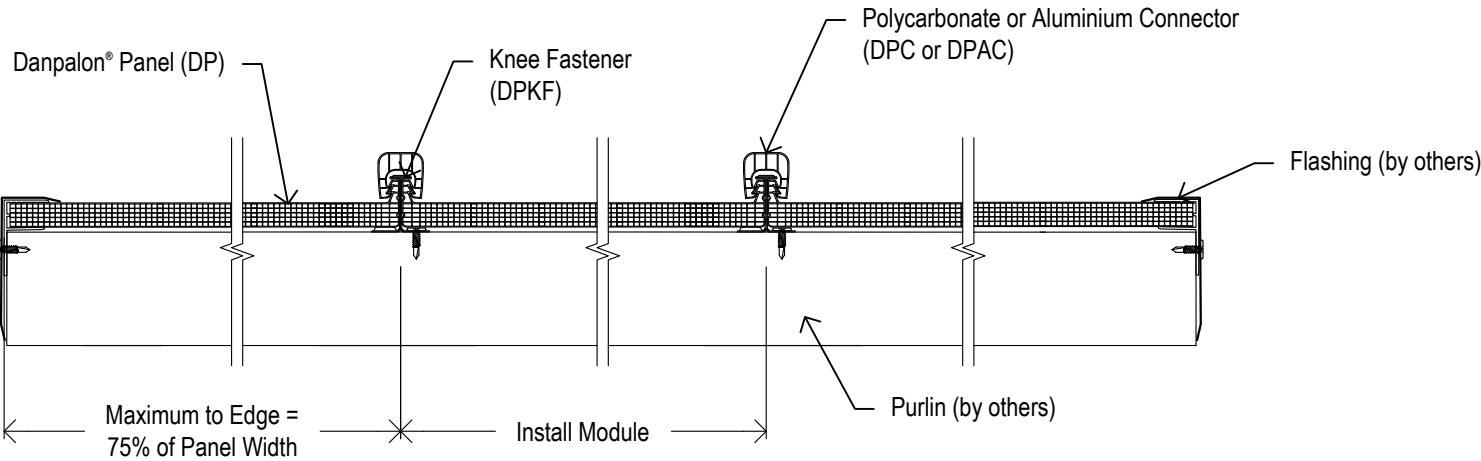 Polycarbonate or Aluminium Connector
(DPC or DPAC)
Danpalon® Panel (DP)
Knee Fastener
(DPKF)
Flashing (by others)
Purlin (by others)
Maximum to Edge =
75% of Panel Width
Install Module